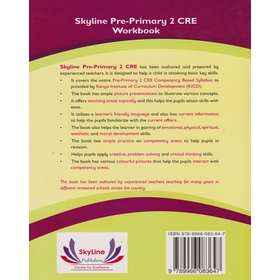 Skyline Pre-Primary 2 CRE
Workbook
Skyline Pre-Primary 2 CRE has been authored and prepared by
experienced teachers. It is designed to help a child in attaining basic key skills.
• It covers the entire Pre-Primary 2 CRE Competency Based Syllabus as
provided by Kenya Institute of Curriculum Development (KICD).
• The book has ample picture presentations to illustrate various concepts.
• It offers teaching areas topically and this helps the pupils attain skills with
ease.
• It utilizes a learner's friendly language and also has current information
to help the pupils familiarize with the current affairs.
• The book also helps the learner in gaining of emotional, physical, spiritual,
aesthetic and moral development skills.
• The book has ample practice on competency areas to help pupils in
revision.
• Helps pupils apply creative, problem solving and critical thinking skills.
• The book has various colourful pictures that help the pupils interact with
competency areas.
The book has been authored by experienced teachers teaching for many years in
different renowned schools across the country.
SkyLine
Publishers
Centre for Excellence
ISBN: 978-9966-083-64-7
9 789966 083647